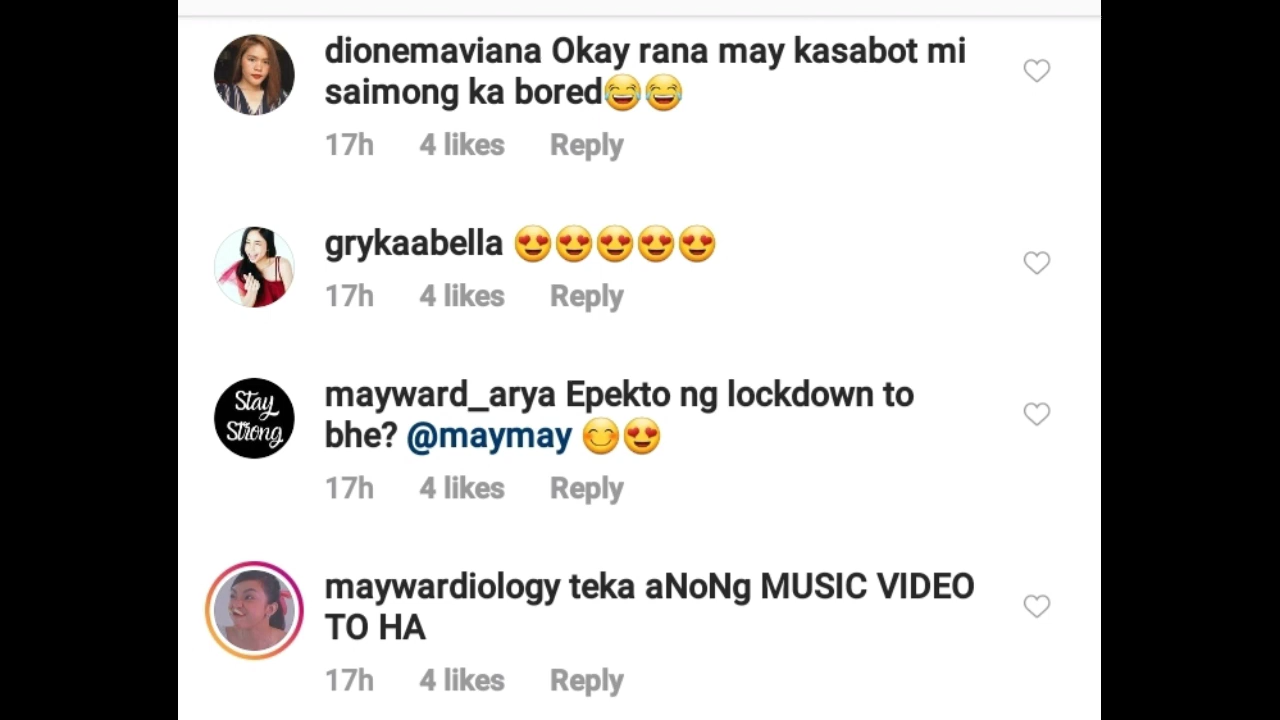 dionemaviana Okay rana may kasabot mi
saimong ka bored😂😂
17h 4 likes Reply
grykaabella 😍😍😍😍😍
17h 4 likes Reply
Stay
Strong
mayward_arya Epekto ng lockdown to
bhe? @maymay 😊😍
17h 4 likes Reply
maywardiology teka aNoNg MUSIC VIDEO
TO HA
17h 4 likes Reply